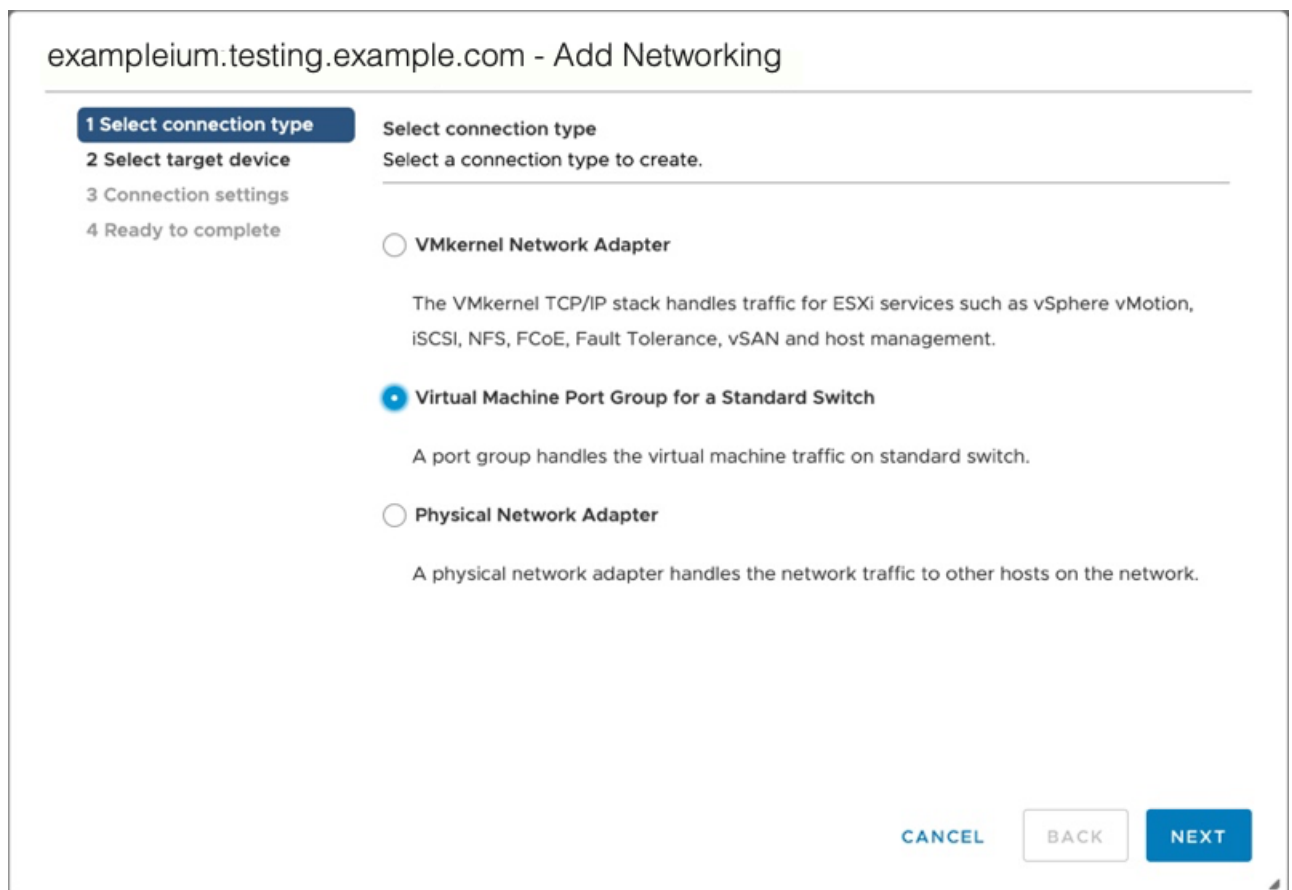 exampleium.testing.example.com - Add Networking
1 Select connection type
2 Select target device
3 Connection settings
4 Ready to complete
Select connection type
Select a connection type to create.
VMkernel Network Adapter
The VMkernel TCP/IP stack handles traffic for ESXi services such as vSphere vMotion,
iSCSI, NFS, FCoE, Fault Tolerance, vSAN and host management.
Virtual Machine Port Group for a Standard Switch
A port group handles the virtual machine traffic on standard switch.
Physical Network Adapter
A physical network adapter handles the network traffic to other hosts on the network.
CANCEL
BACK
NEXT